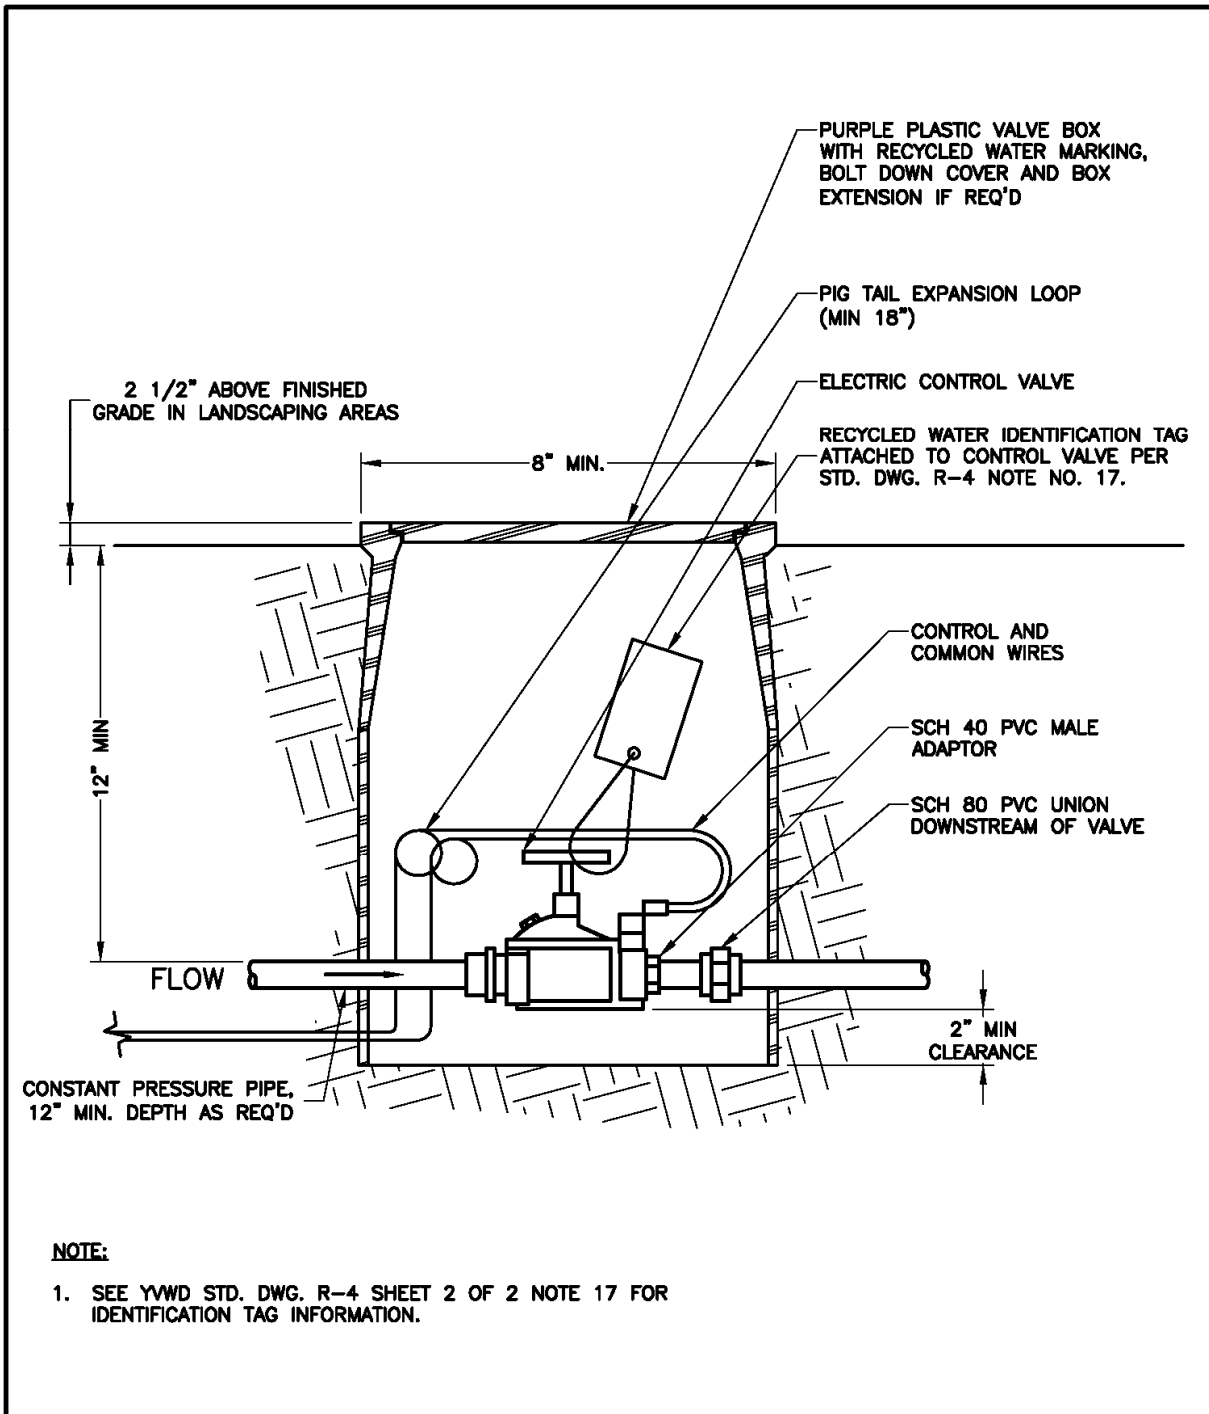 PURPLE PLASTIC VALVE BOX
WITH RECYCLED WATER MARKING,
BOLT DOWN COVER AND BOX
EXTENSION IF REQ'D
PIG TAIL EXPANSION LOOP
(MIN 18")
2 1/2" ABOVE FINISHED
GRADE IN LANDSCAPING AREAS
ELECTRIC CONTROL VALVE
RECYCLED WATER IDENTIFICATION TAG
ATTACHED TO CONTROL VALVE PER
STD. DWG. R-4 NOTE NO. 17.
8" MIN.
CONTROL AND
COMMON WIRES
12" MIN
SCH 40 PVC MALE
ADAPTOR
SCH 80 PVC UNION
DOWNSTREAM OF VALVE
FLOW
2" MIN
CLEARANCE
CONSTANT PRESSURE PIPE,
12" MIN. DEPTH AS REQ'D
NOTE:
1. SEE YVWD STD. DWG. R-4 SHEET 2 OF 2 NOTE 17 FOR
IDENTIFICATION TAG INFORMATION.